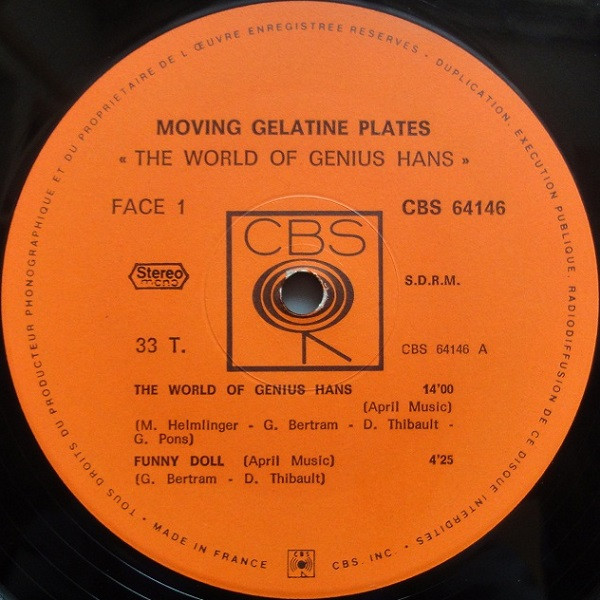 TOUS DROITS DU PRODUCTEUR PHONOGRAPHIQUE ET DU PROPRIETAIRE DE L ŒUVRE ENREGISTREE RESERVES - DUPLICATION, EXECUTION PUBLIQUE, RADIODIFFUSION DE CE DISQUE INTERDITES
MOVING GELATINE PLATES
« THE WORLD OF GENIUS HANS »
FACE 1
CBS 64146
CBS
Stereo
mono
S.D.R.M.
33 T.
CBS 64146 A
THE WORLD OF GENIUS HANS 14'00
(April Music)
(M. Helmlinger - G. Bertram - D. Thibault -
G. Pons)
FUNNY DOLL (April Music) 4'25
(G. Bertram - D. Thibault)
• MADE IN FRANCE
CBS
CBS. INC. •